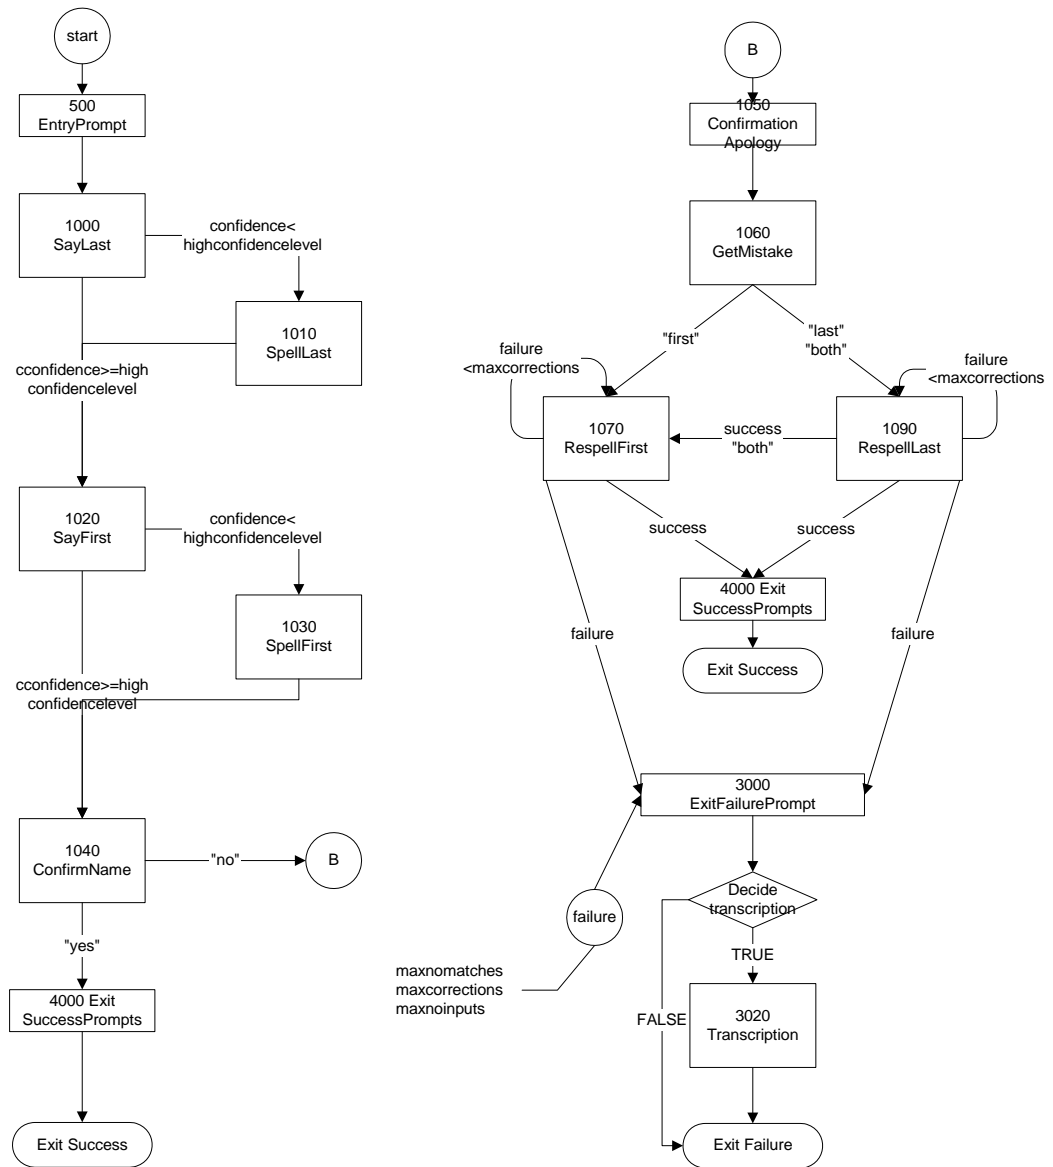 start
500
EntryPrompt
1000
SayLast
confidence<
highconfidencelevel
1010
SpellLast
cconfidence>=high
confidencelevel
1020
SayFirst
confidence<
highconfidencelevel
1030
SpellFirst
cconfidence>=high
confidencelevel
1040
ConfirmName
"no"
B
"yes"
4000 Exit
SuccessPrompts
Exit Success
B
1050
Confirmation
Apology
1060
GetMistake
"first"
"last"
"both"
failure
<maxcorrections
failure
<maxcorrections
1070
RespellFirst
success
"both"
1090
RespellLast
success
success
4000 Exit
SuccessPrompts
failure
failure
Exit Success
3000
ExitFailurePrompt
failure
maxnomatches
maxcorrections
maxnoinputs
Decide
transcription
TRUE
FALSE
3020
Transcription
Exit Failure